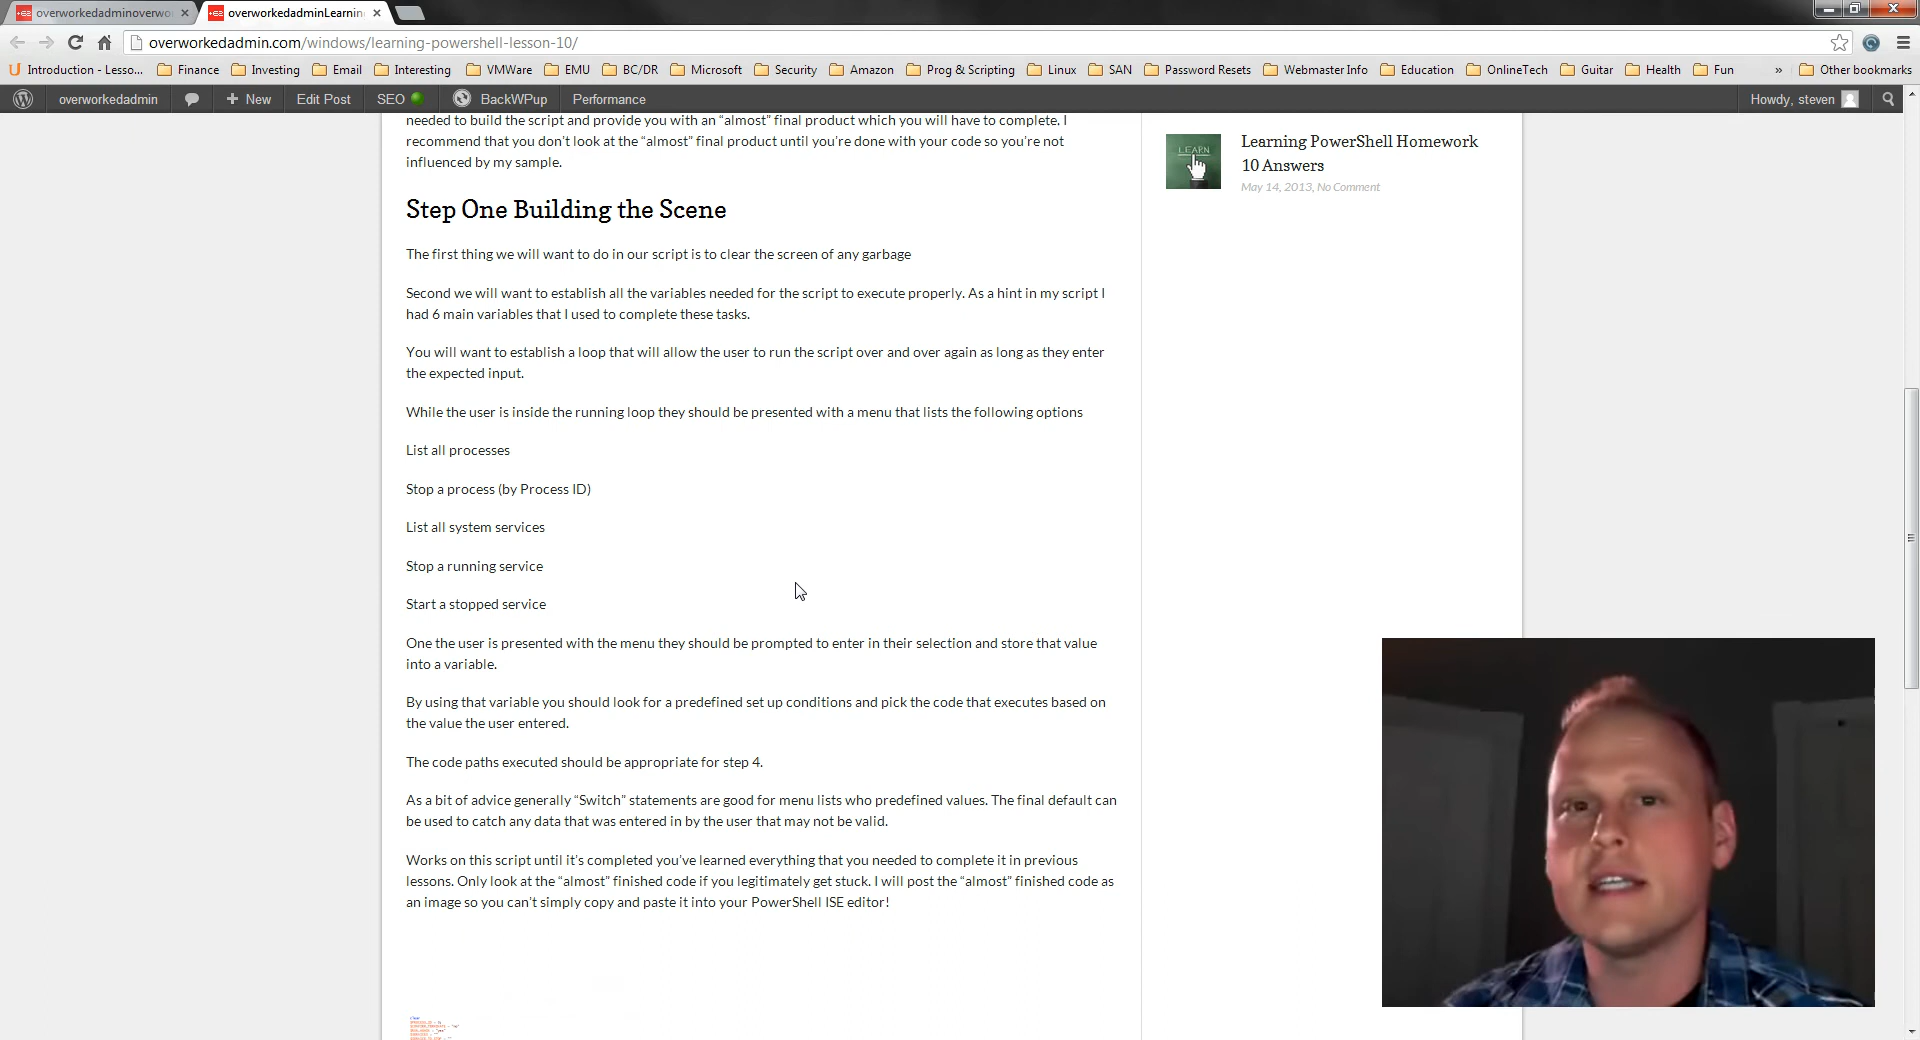 overworkedadminoverwo
overworkedadminLearning
overworkedadmin.com/windows/learning-powershell-lesson-10/
Introduction - Lesso...
Finance
Investing
Email
Interesting
VMWare
EMU
BC/DR
Microsoft
Security
Amazon
Prog & Scripting
Linux
SAN
Password Resets
Webmaster Info
Education
OnlineTech
Guitar
Health
Fun
»
Other bookmarks
overworkedadmin
+ New
Edit Post
SEO
BackWPup
Performance
Howdy, steven
needed to build the script and provide you with an “almost” final product which you will have to complete. I
recommend that you don’t look at the “almost” final product until you’re done with your code so you’re not
influenced by my sample.
Step One Building the Scene
The first thing we will want to do in our script is to clear the screen of any garbage
Second we will want to establish all the variables needed for the script to execute properly. As a hint in my script I
had 6 main variables that I used to complete these tasks.
You will want to establish a loop that will allow the user to run the script over and over again as long as they enter
the expected input.
While the user is inside the running loop they should be presented with a menu that lists the following options
List all processes
Stop a process (by Process ID)
List all system services
Stop a running service
Start a stopped service
One the user is presented with the menu they should be prompted to enter in their selection and store that value
into a variable.
By using that variable you should look for a predefined set up conditions and pick the code that executes based on
the value the user entered.
The code paths executed should be appropriate for step 4.
As a bit of advice generally “Switch” statements are good for menu lists who predefined values. The final default can
be used to catch any data that was entered in by the user that may not be valid.
Works on this script until it’s completed you’ve learned everything that you needed to complete it in previous
lessons. Only look at the “almost” finished code if you legitimately get stuck. I will post the “almost” finished code as
an image so you can’t simply copy and paste it into your PowerShell ISE editor!
LEARN
Learning PowerShell Homework
10 Answers
May 14, 2013, No Comment